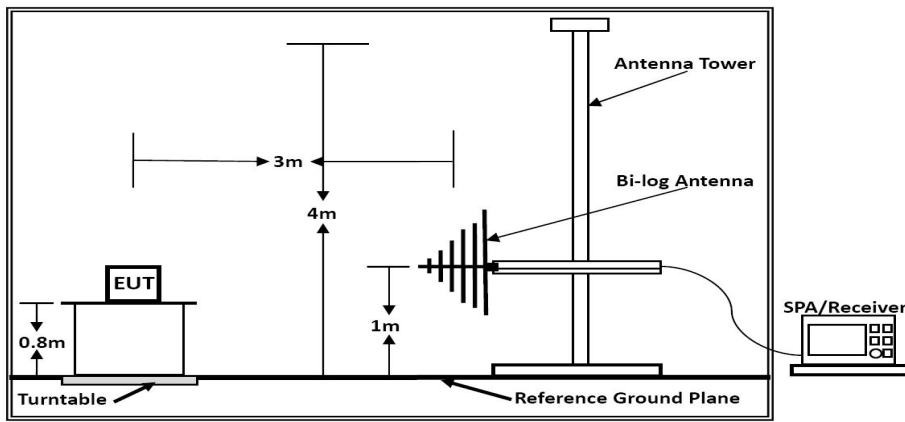 Antenna Tower
3m
Bi-log Antenna
4m
EUT
SPA/Receiver
0.8m
1m
Turntable
Reference Ground Plane